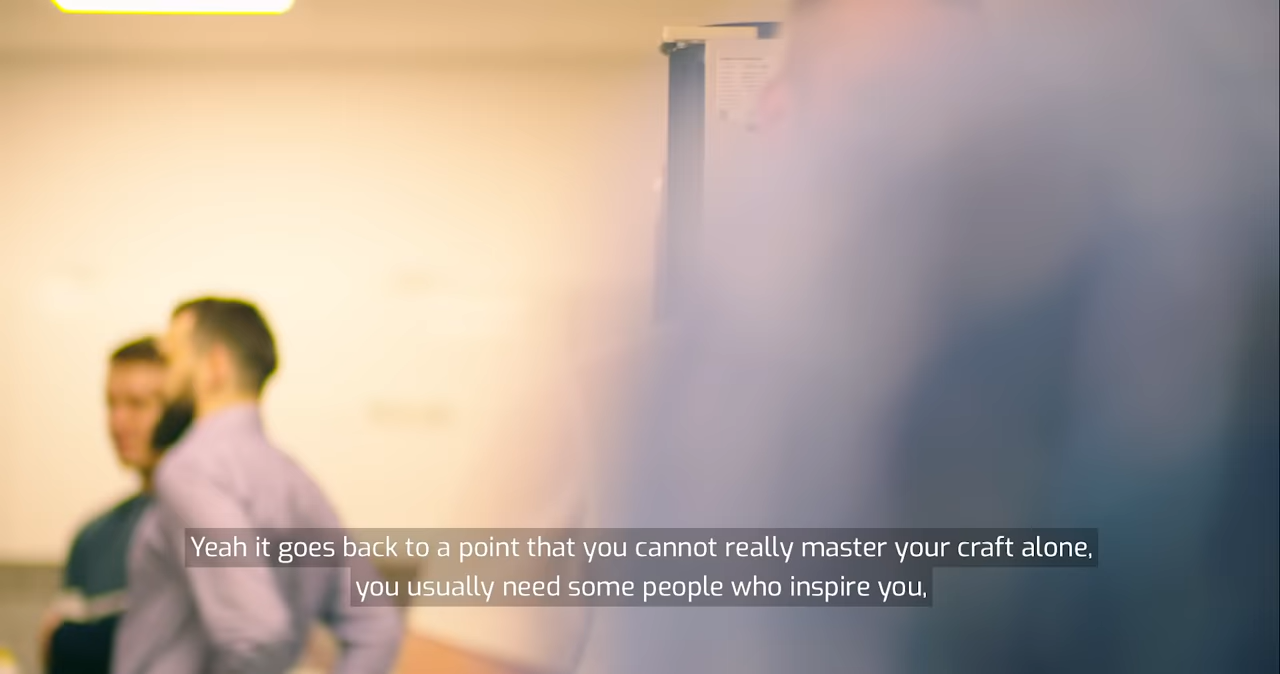 Yeah it goes back to a point that you cannot really master your craft alone,
you usually need some people who inspire you,